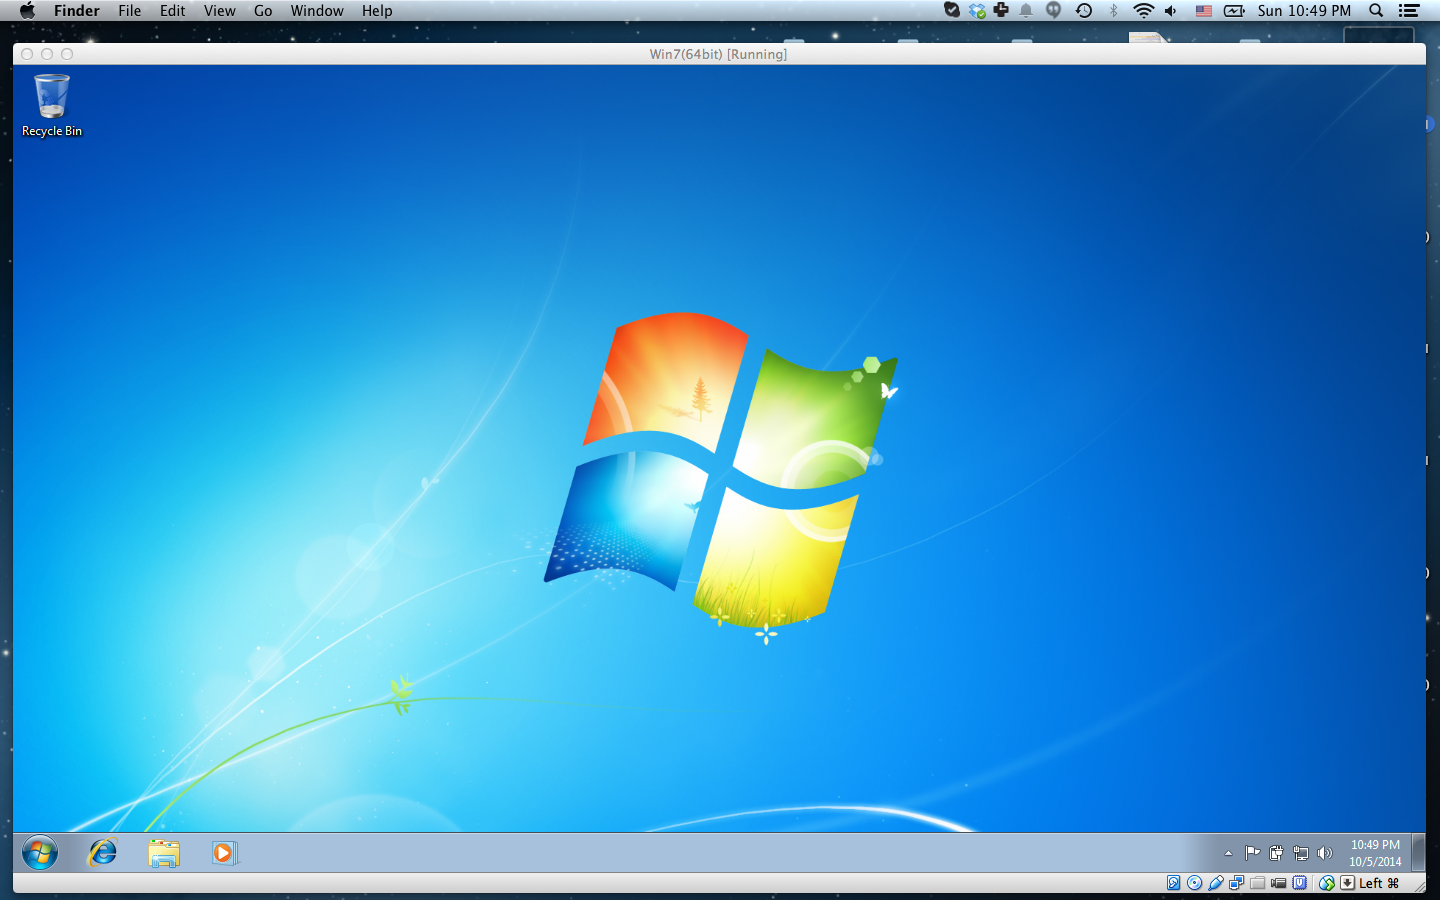 Finder File Edit View Go Window Help Sun 10:49 PM
Win7(64bit) [Running]
Recycle Bin
10:49 PM
10/5/2014
Left ⌘